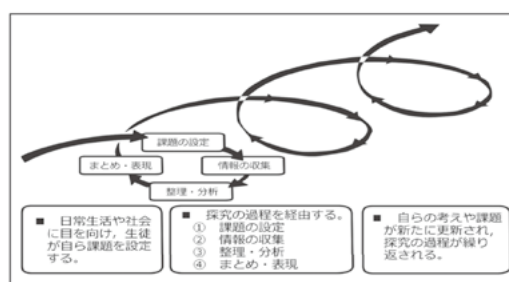 課題の設定
まとめ・表現
情報の収集
整理・分析
■ 日常生活や社会
に目を向け，生徒
が自ら課題を設定
する。
■ 探究の過程を経由する。
① 課題の設定
② 情報の収集
③ 整理・分析
④ まとめ・表現
■ 自らの考えや課題
が新たに更新され，
探究の過程が繰り
返される。